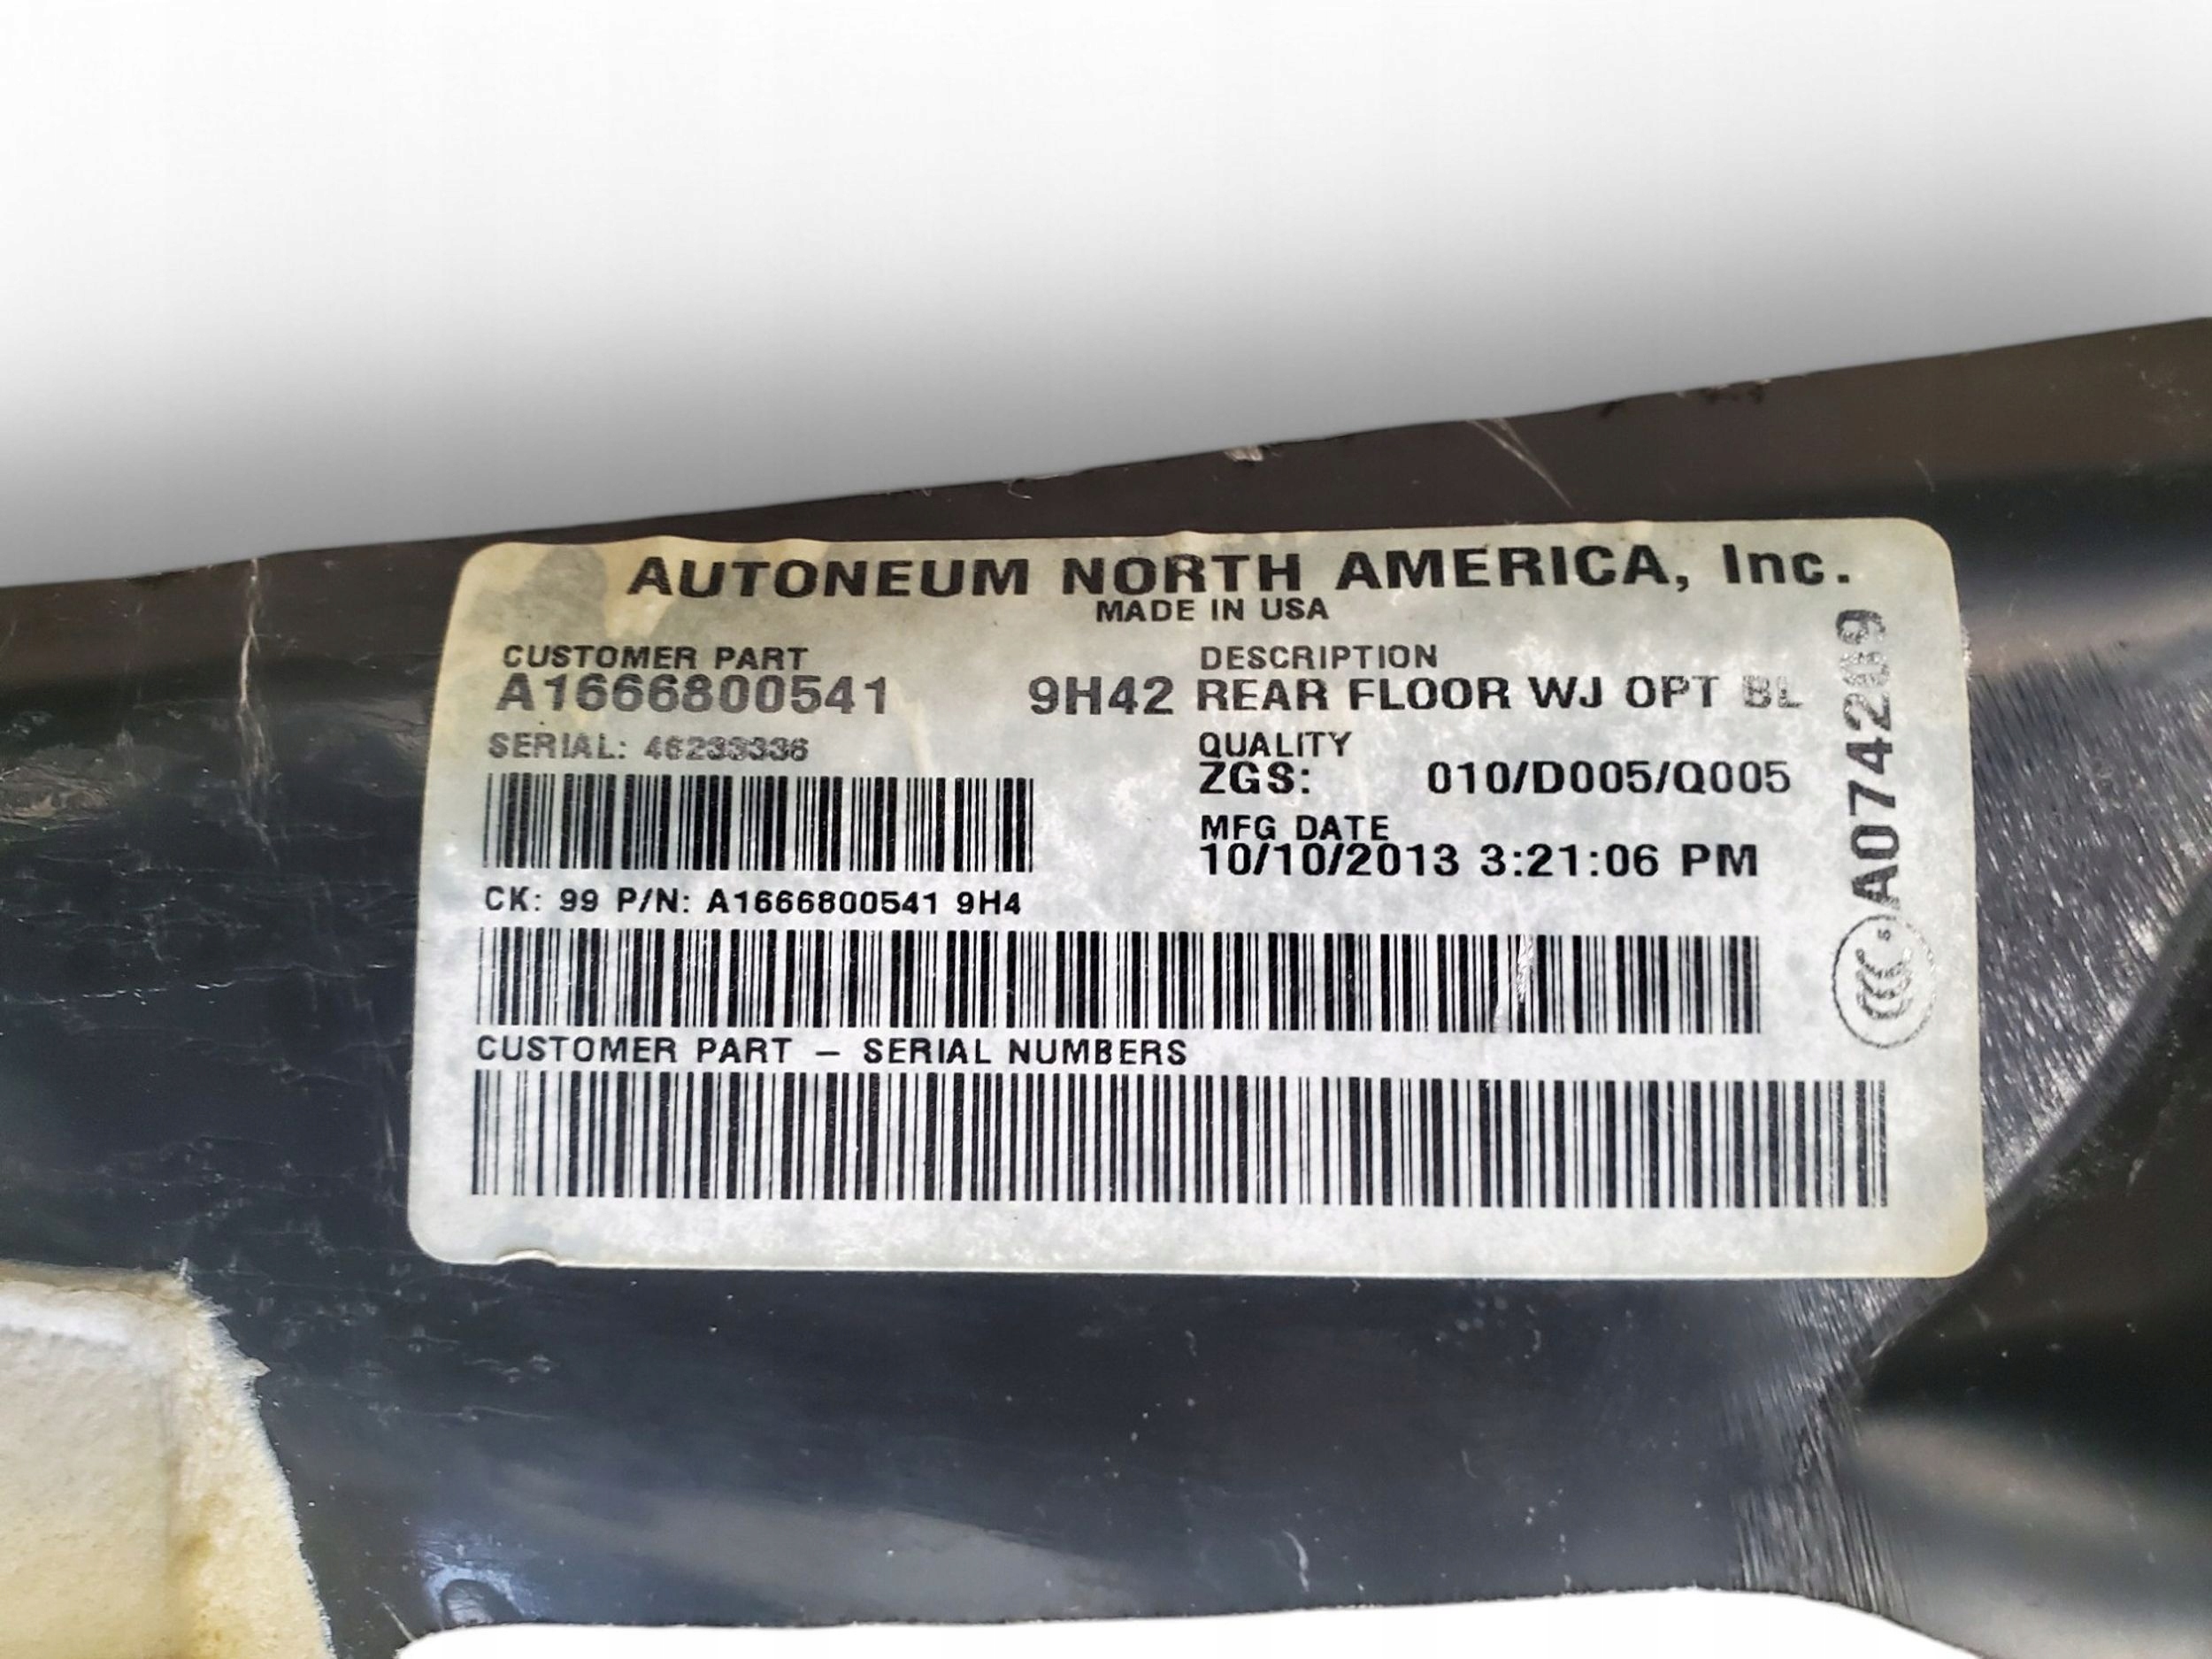 AUTONEUM NORTH AMERICA, Inc.
MADE IN USA
CUSTOMER PART
A1666800541 9H42
DESCRIPTION
REAR FLOOR WJ OPT BL
SERIAL: 46233336
QUALITY
ZGS: 010/D005/Q005
MFG DATE
10/10/2013 3:21:06 PM
CK: 99 P/N: A1666800541 9H4
CUSTOMER PART – SERIAL NUMBERS
A0742869
CCC S